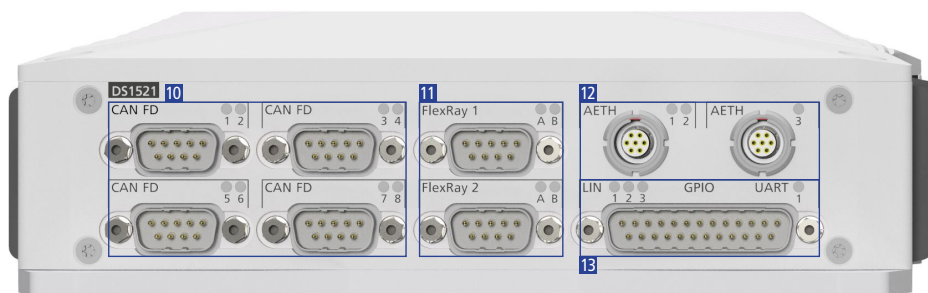 DS1521 10
CAN FD 1 2
CAN FD 3 4
11
FlexRay 1 A B
12
AETH 1 2
AETH 3
CAN FD 5 6
CAN FD 7 8
FlexRay 2 A B
LIN 1 2 3 GPIO UART 1
13